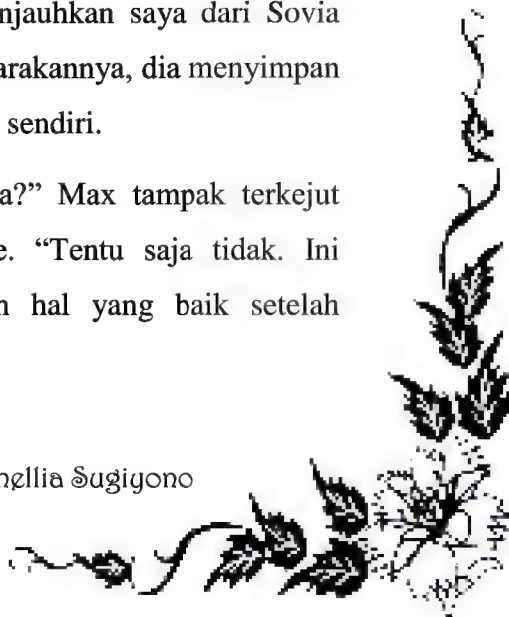 njauhkan saya dari Sovia
arakannya, dia menyimpan
sendiri.
a?” Max tampak terkejut
e. “Tentu saja tidak. Ini
n hal yang baik setelah
nellia Sugiyono